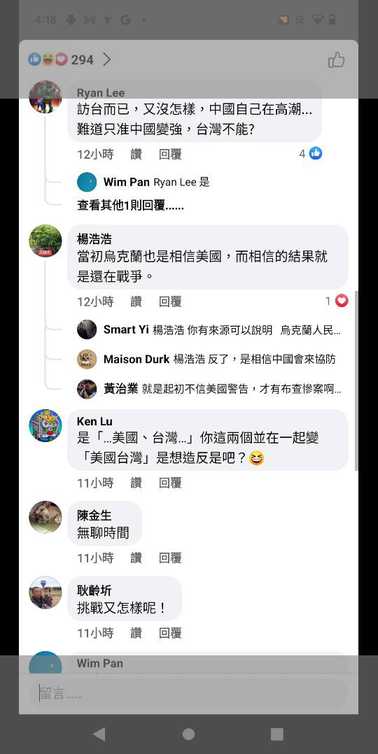 4:18
294
Ryan Lee
訪台而已，又沒怎樣，中國自己在高潮...
難道只准中國變強，台灣不能?
12小時 讚 回覆 4
Wim Pan Ryan Lee 是
查看其他1則回覆......
楊浩浩
當初烏克蘭也是相信美國，而相信的結果就
是還在戰爭。
12小時 讚 回覆 1
Smart Yi 楊浩浩 你有來源可以說明 烏克蘭人民...
Maison Durk 楊浩浩 反了，是相信中國會來協防
黃治業 就是起初不信美國警告，才有布查慘案啊...
Ken Lu
是「...美國、台灣...」你這兩個並在一起變
「美國台灣」是想造反是吧？😆
11小時 讚 回覆
陳金生
無聊時間
11小時 讚 回覆
耿齡圻
挑戰又怎樣呢！
11小時 讚 回覆
Wim Pan
留言......